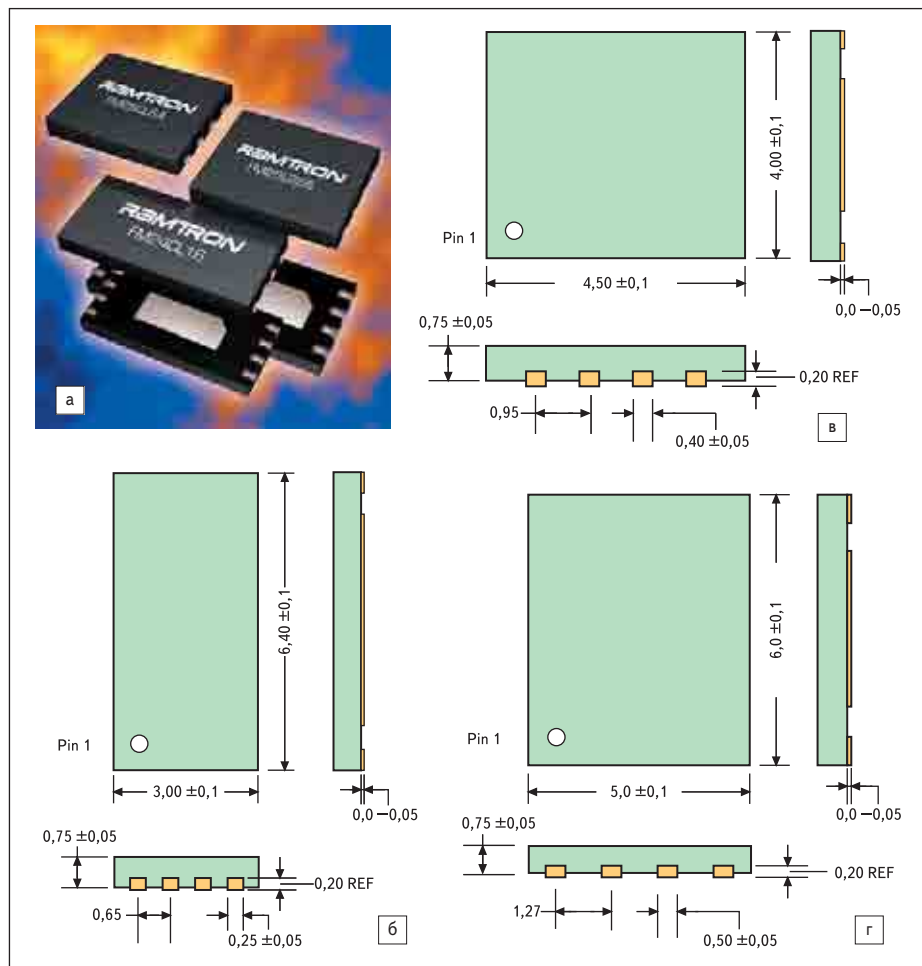 RAMTRON
RAMTRON
RAMTRON
FM24CL16
а
Pin 1
4,00 ±0,1
4,50 ±0,1
0,0 –0,05
0,75 ±0,05
0,20 REF
0,95
0,40 ±0,05
в
Pin 1
6,40 ±0,1
3,00 ±0,1
0,0 –0,05
0,75 ±0,05
0,20 REF
0,65
0,25 ±0,05
б
6,0 ±0,1
Pin 1
5,0 ±0,1
0,0 –0,05
0,75 ±0,05
0,20 REF
1,27
0,50 ±0,05
г